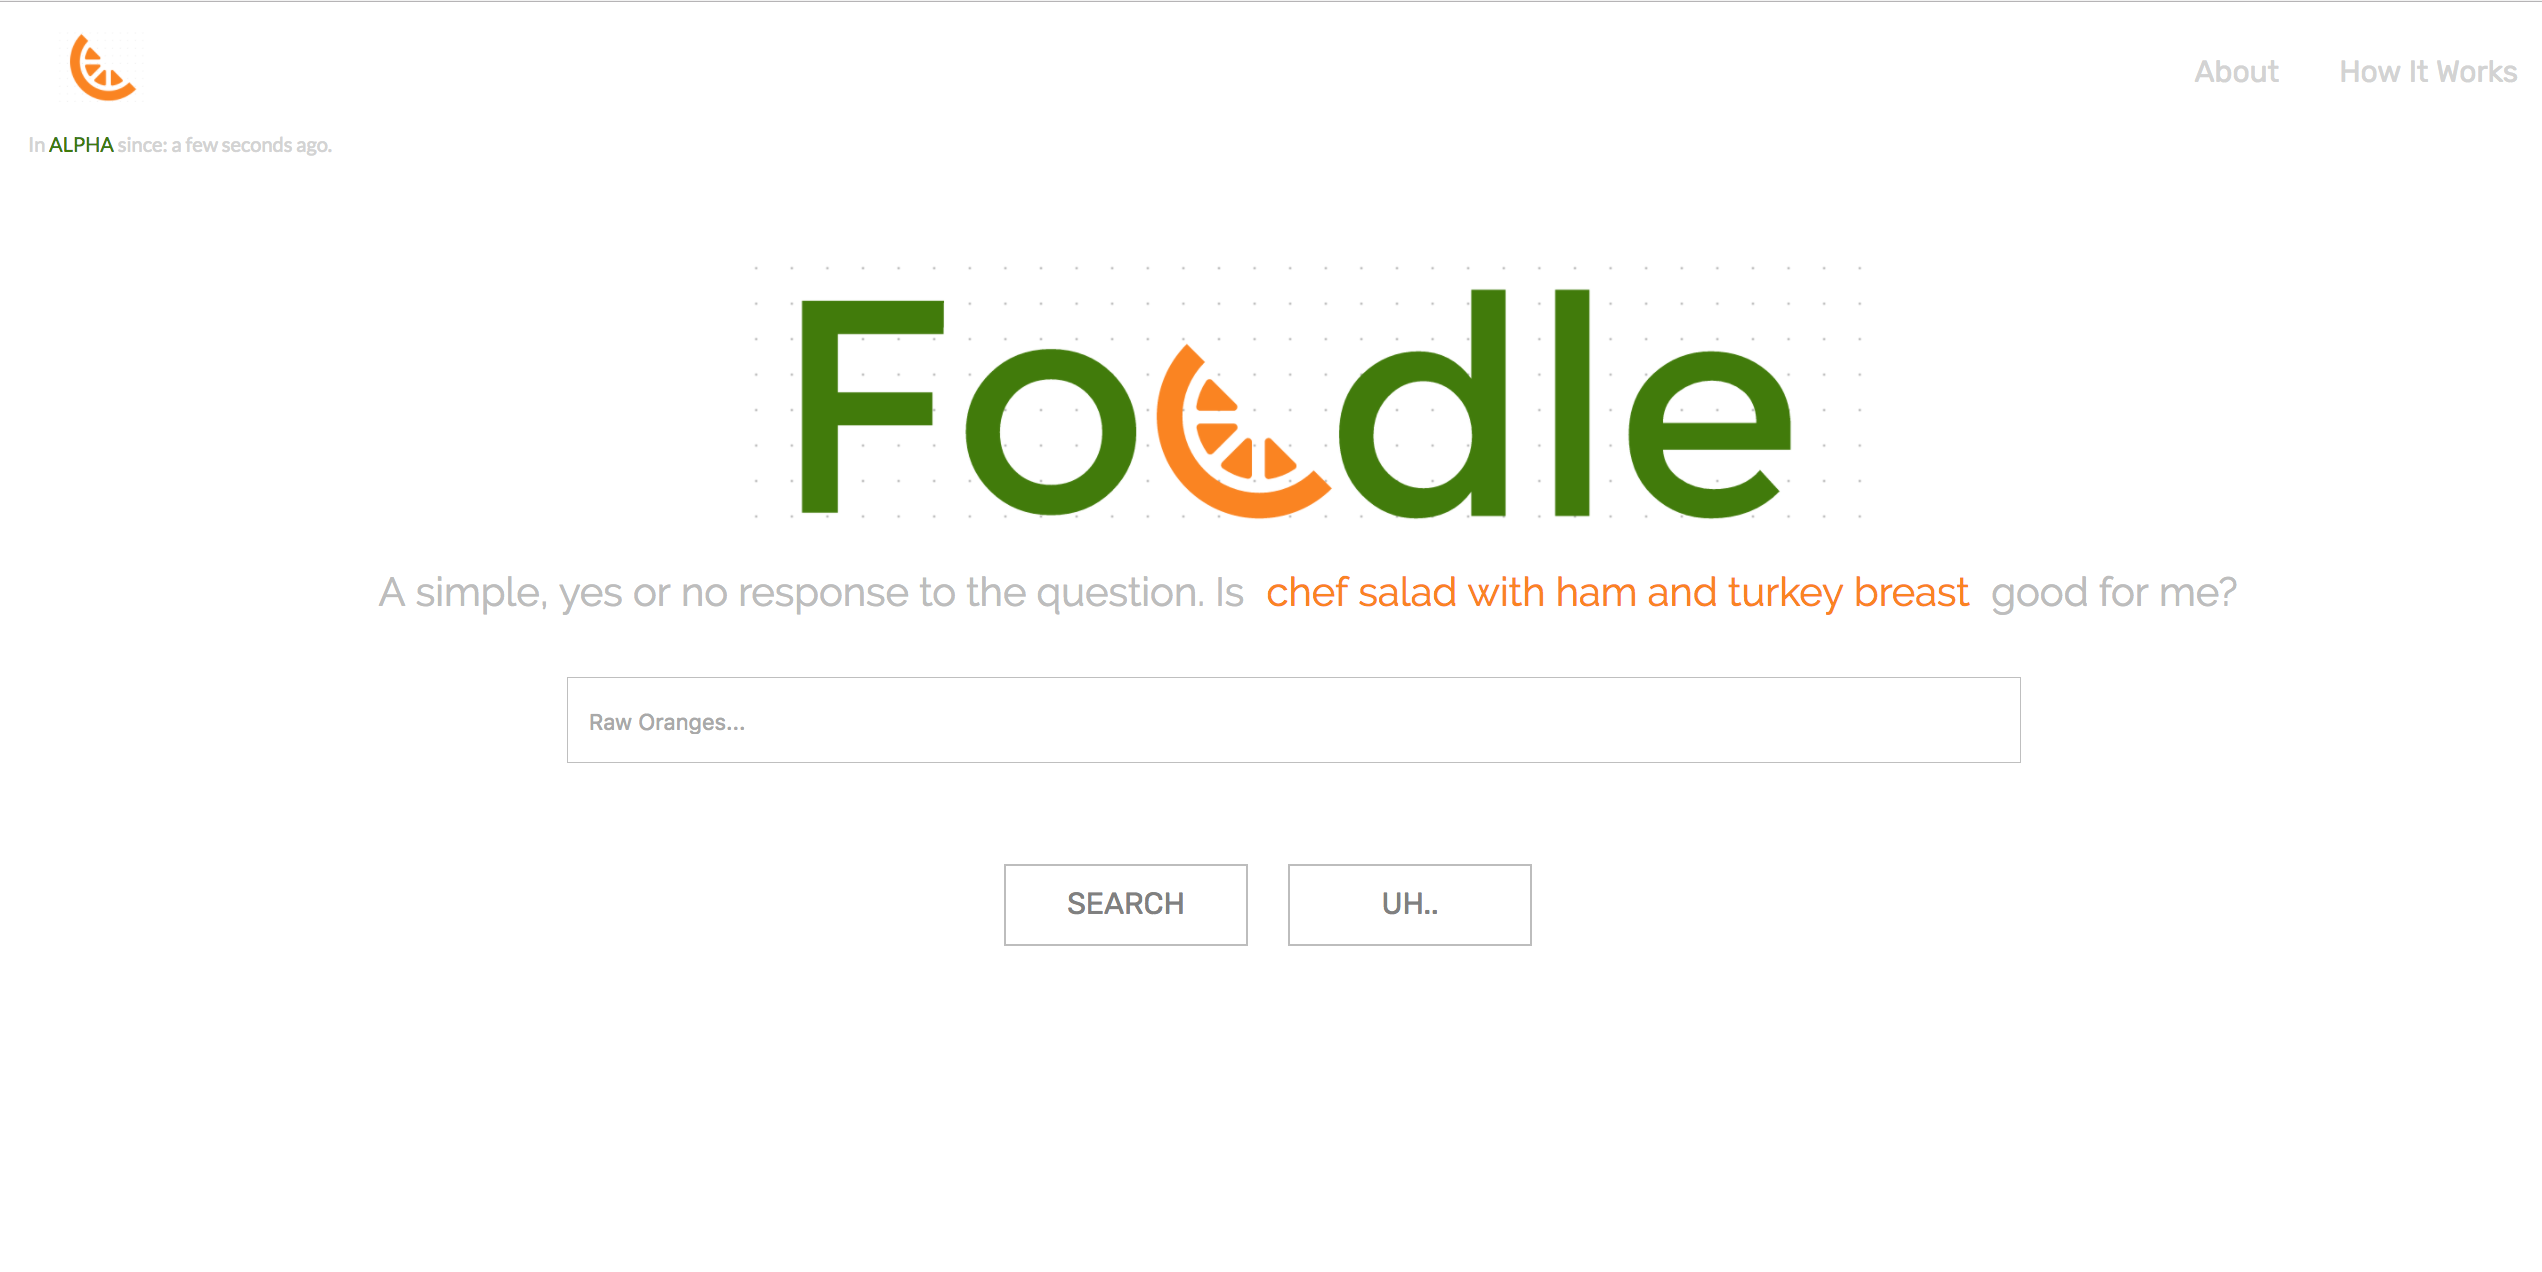 About How It Works
In ALPHA since: a few seconds ago.
Foodle
A simple, yes or no response to the question. Is chef salad with ham and turkey breast good for me?
Raw Oranges...
SEARCH UH..